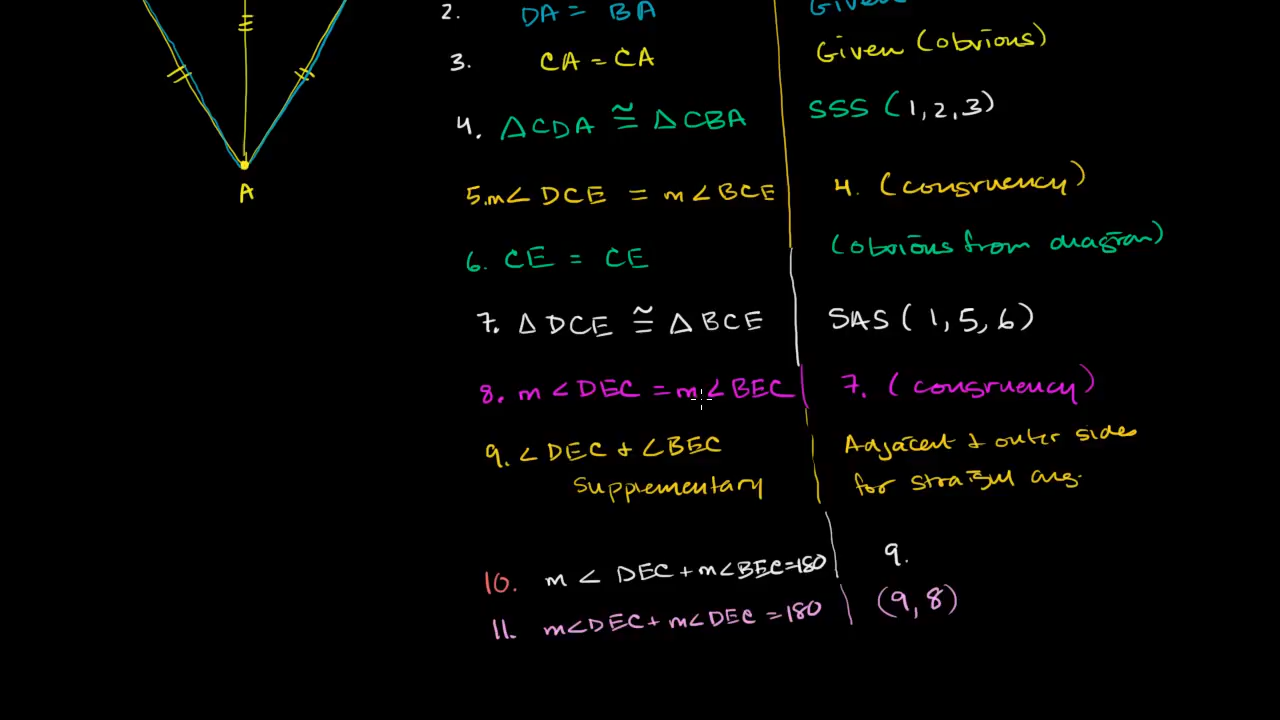 2. DA = BA Given
3. CA = CA Given (obvious)
4. △CDA ≅ △CBA SSS (1,2,3)
A
5. m∠DCE = m∠BCE 4. (congruency)
6. CE = CE (obvious from diagram)
7. △DCE ≅ △BCE SAS (1, 5, 6)
8. m∠DEC = m∠BEC 7. (congruency)
9. ∠DEC + ∠BEC Adjacent + outer sides
supplementary for straight ang.
10. m∠DEC + m∠BEC = 180 9.
11. m∠DEC + m∠DEC = 180 (9, 8)